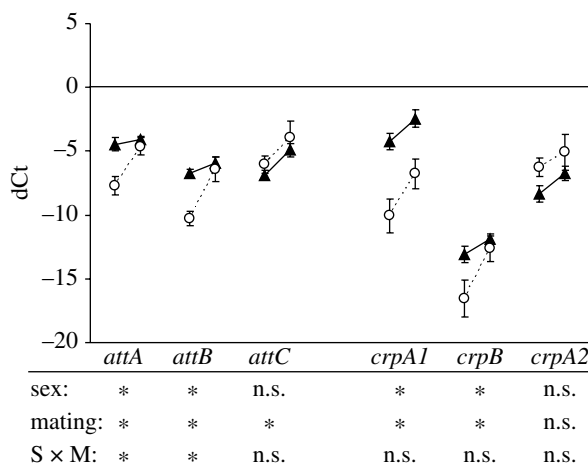 5
0
−5
−10
−15
−20
dCt
attA attB attC crpA1 crpB crpA2
sex: * * n.s. * * n.s.
mating: * * * * * n.s.
S × M: * * n.s. n.s. n.s. n.s.